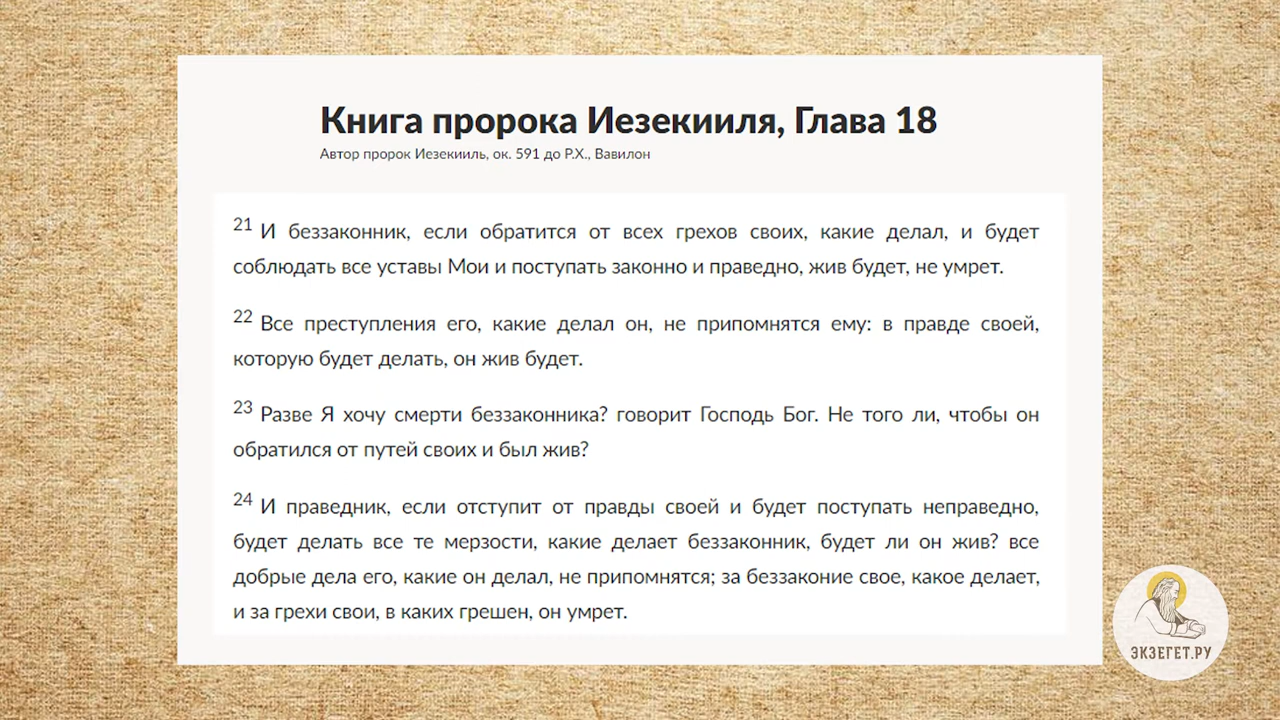 Книга пророка Иезекииля, Глава 18
Автор пророк Иезекииль, ок. 591 до Р.Х., Вавилон
21 И беззаконник, если обратится от всех грехов своих, какие делал, и будет
соблюдать все уставы Мои и поступать законно и праведно, жив будет, не умрет.
22 Все преступления его, какие делал он, не припомнятся ему: в правде своей,
которую будет делать, он жив будет.
23 Разве Я хочу смерти беззаконника? говорит Господь Бог. Не того ли, чтобы он
обратился от путей своих и был жив?
24 И праведник, если отступит от правды своей и будет поступать неправедно,
будет делать все те мерзости, какие делает беззаконник, будет ли он жив? все
добрые дела его, какие он делал, не припомнятся; за беззаконие свое, какое делает,
и за грехи свои, в каких грешен, он умрет.
ЭКЗЕГЕТ.РУ